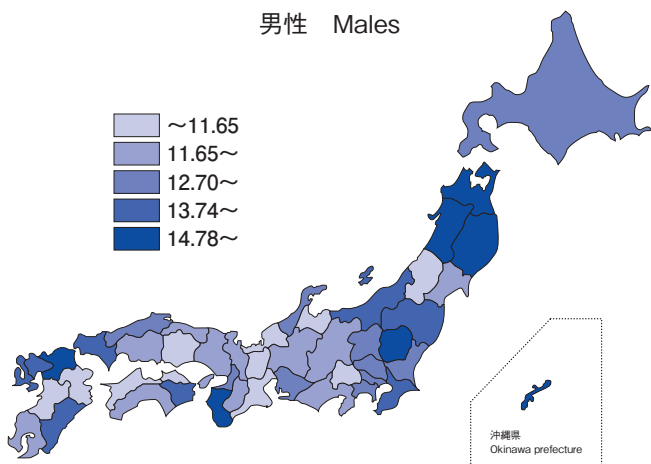 男性 Males
～11.65
11.65～
12.70～
13.74～
14.78～
沖縄県
Okinawa prefecture